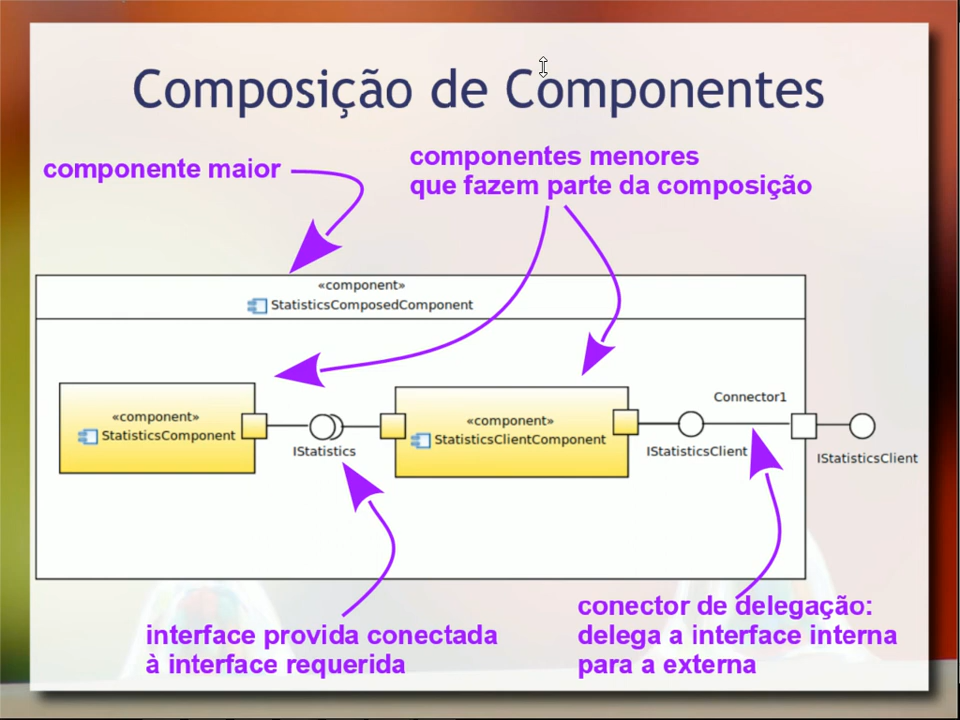 Composição de Componentes
componente maior
componentes menores
que fazem parte da composição
«component»
StatisticsComposedComponent
«component»
StatisticsComponent
IStatistics
«component»
StatisticsClientComponent
Connector1
IStatisticsClient
IStatisticsClient
interface provida conectada
à interface requerida
conector de delegação:
delega a interface interna
para a externa